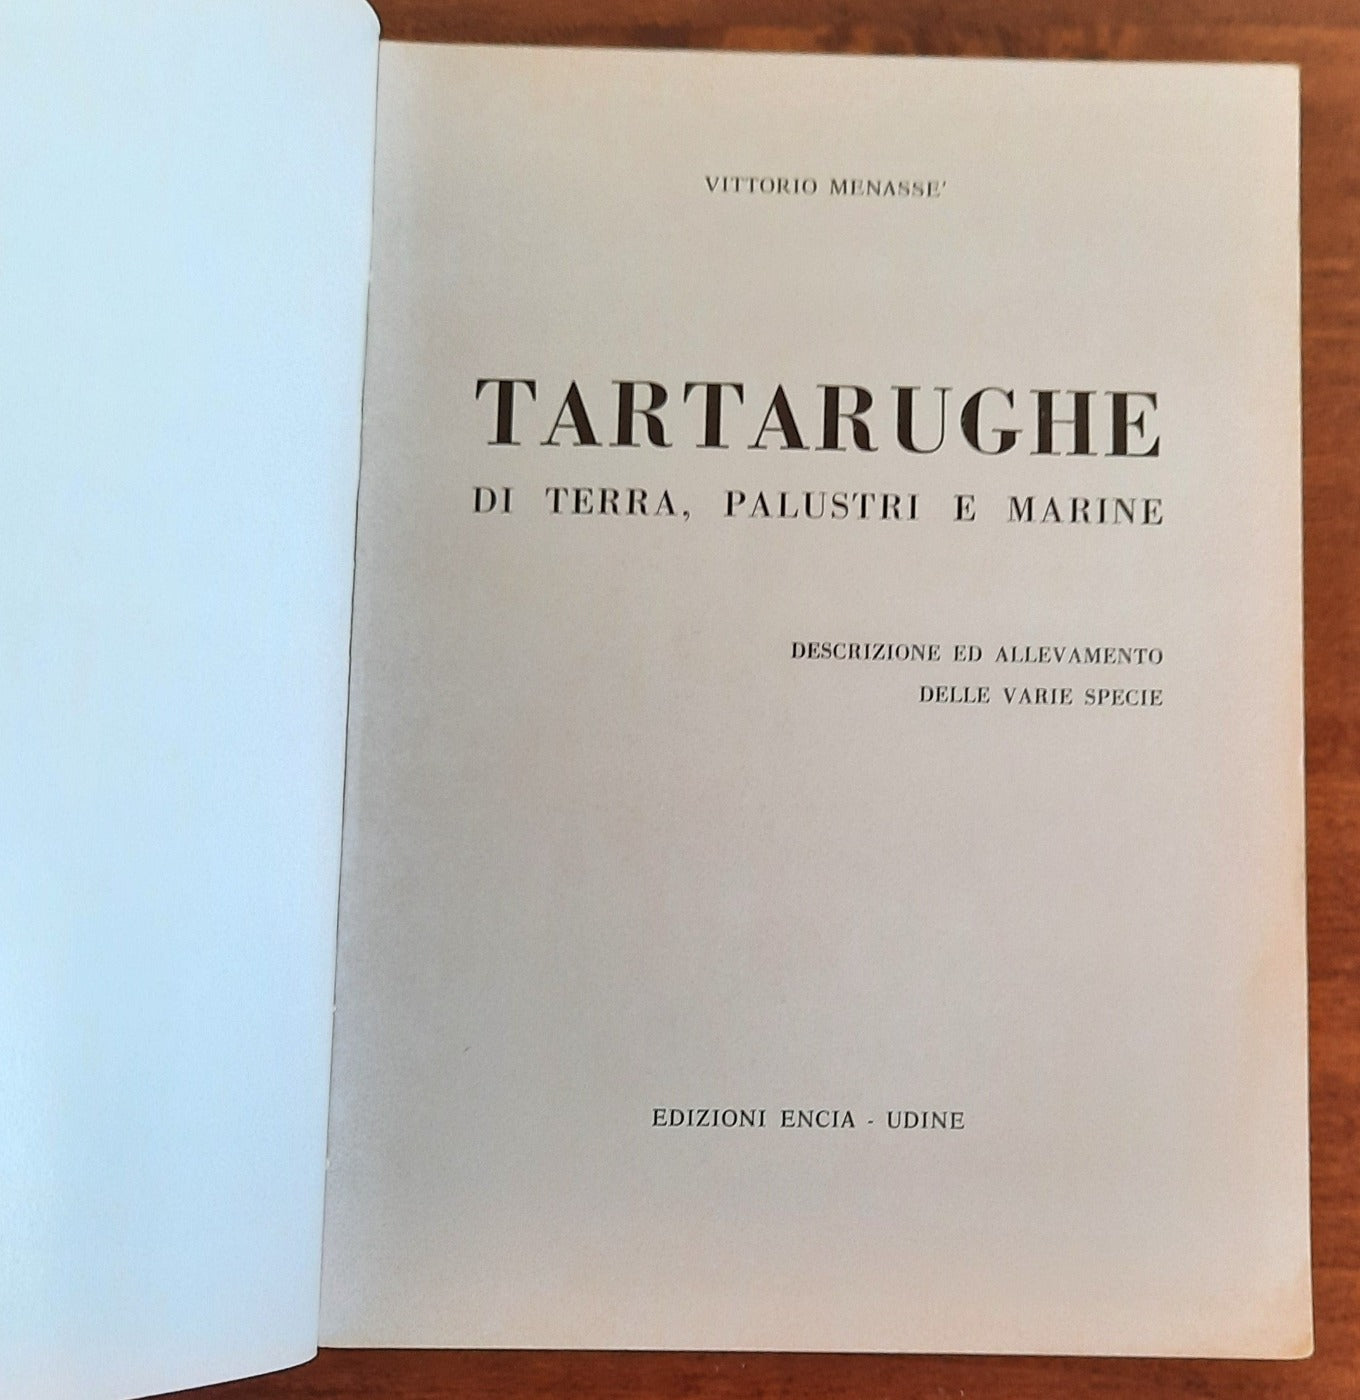 VITTORIO MENASSE'
TARTARUGHE
DI TERRA, PALUSTRI E MARINE
DESCRIZIONE ED ALLEVAMENTO
DELLE VARIE SPECIE
EDIZIONI ENCIA - UDINE